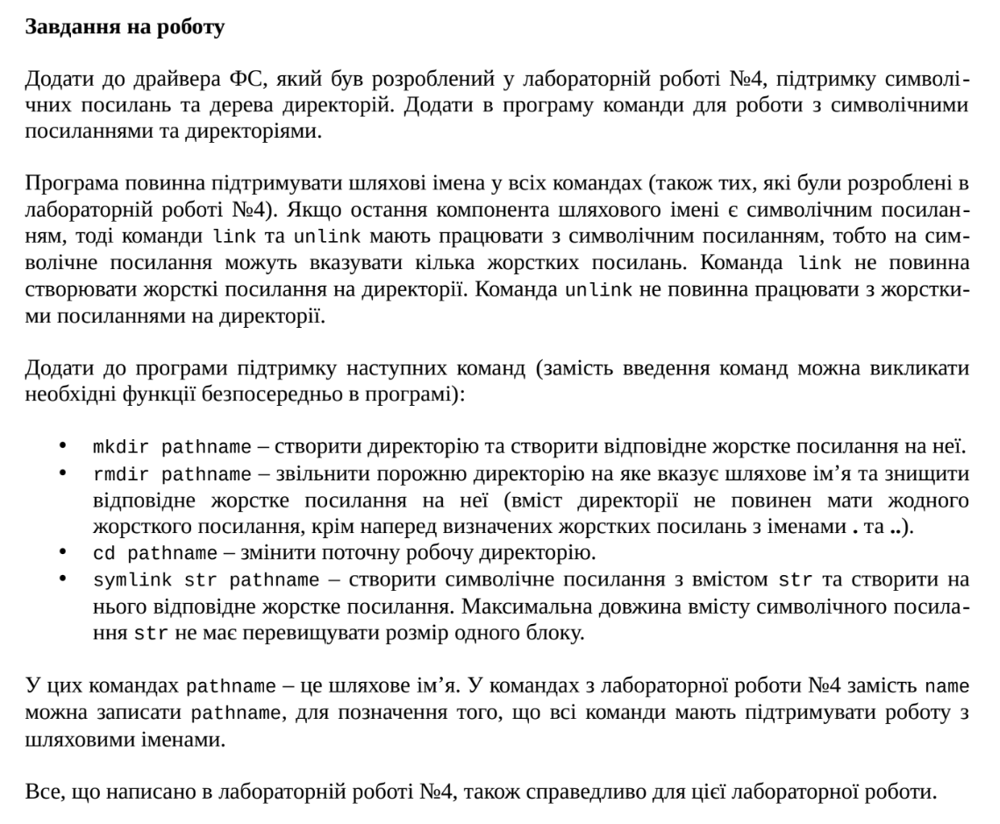 Завдання на роботу
Додати до драйвера ФС, який був розроблений у лабораторній роботі №4, підтримку символі-
чних посилань та дерева директорій. Додати в програму команди для роботи з символічними
посиланнями та директоріями.
Програма повинна підтримувати шляхові імена у всіх командах (також тих, які були розроблені в
лабораторній роботі №4). Якщо остання компонента шляхового імені є символічним посилан-
ням, тоді команди link та unlink мають працювати з символічним посиланням, тобто на сим-
волічне посилання можуть вказувати кілька жорстких посилань. Команда link не повинна
створювати жорсткі посилання на директорії. Команда unlink не повинна працювати з жорстки-
ми посиланнями на директорії.
Додати до програми підтримку наступних команд (замість введення команд можна викликати
необхідні функції безпосередньо в програмі):
• mkdir pathname – створити директорію та створити відповідне жорстке посилання на неї.
• rmdir pathname – звільнити порожню директорію на яке вказує шляхове ім’я та знищити
відповідне жорстке посилання на неї (вміст директорії не повинен мати жодного
жорсткого посилання, крім наперед визначених жорстких посилань з іменами . та ..).
• cd pathname – змінити поточну робочу директорію.
• symlink str pathname – створити символічне посилання з вмістом str та створити на
нього відповідне жорстке посилання. Максимальна довжина вмісту символічного посила-
ння str не має перевищувати розмір одного блоку.
У цих командах pathname – це шляхове ім’я. У командах з лабораторної роботи №4 замість name
можна записати pathname, для позначення того, що всі команди мають підтримувати роботу з
шляховими іменами.
Все, що написано в лабораторній роботі №4, також справедливо для цієї лабораторної роботи.